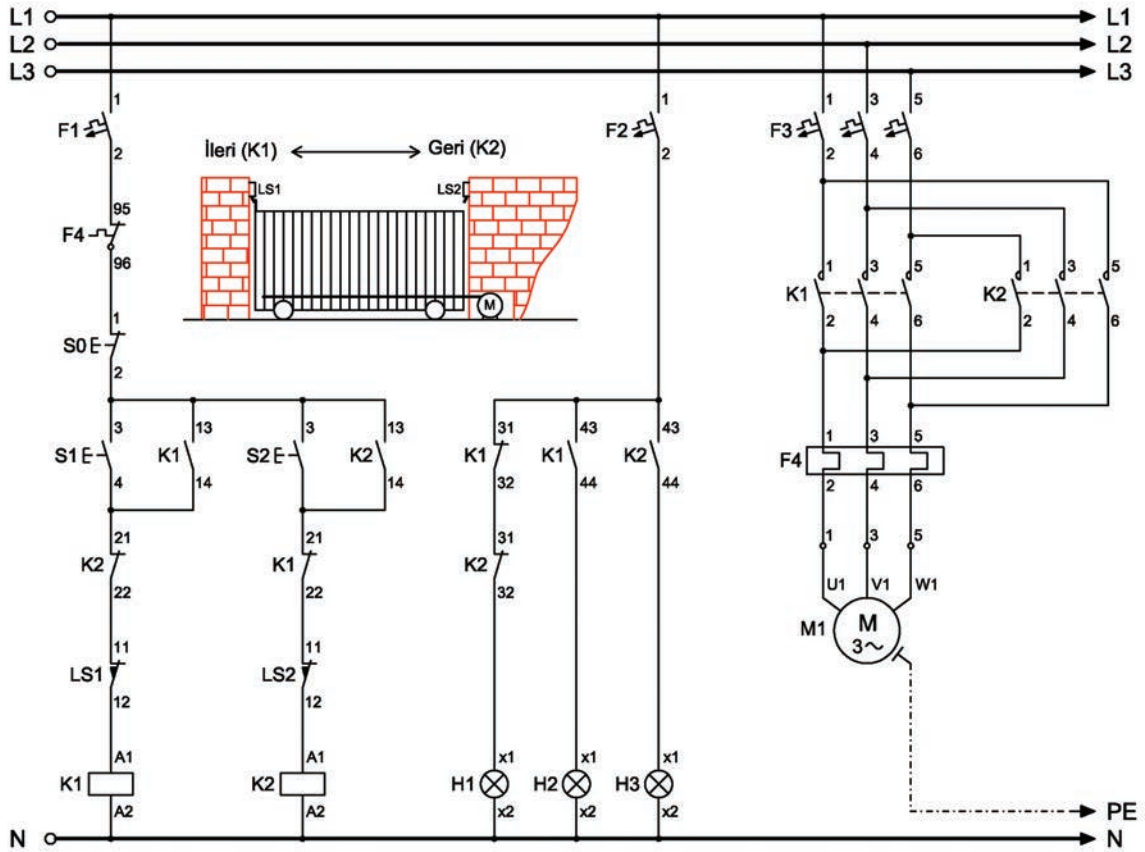 L1 L1
L2 L2
L3 L3
1 1 1 3 5
F1 F2 F3
2 2 2 4 6
İleri (K1) Geri (K2)
LS1 LS2
95
F4
96
M
1 3 5 1 3 5
K1 K2
2 4 6 2 4 6
1
S0
2
3 13 3 13 31 43 43
S1 K1 S2 K2 K1 K1 K2
4 14 4 14 32 44 44
1 3 5
F4
2 4 6
21 21 31
K2 K1 K2
22 22 32
1 3 5
U1 V1 W1
M1 M
3~
11 11
LS1 LS2
12 12
A1 A1 x1 x1 x1
K1 K2 H1 H2 H3
A2 A2 x2 x2 x2
PE
N N